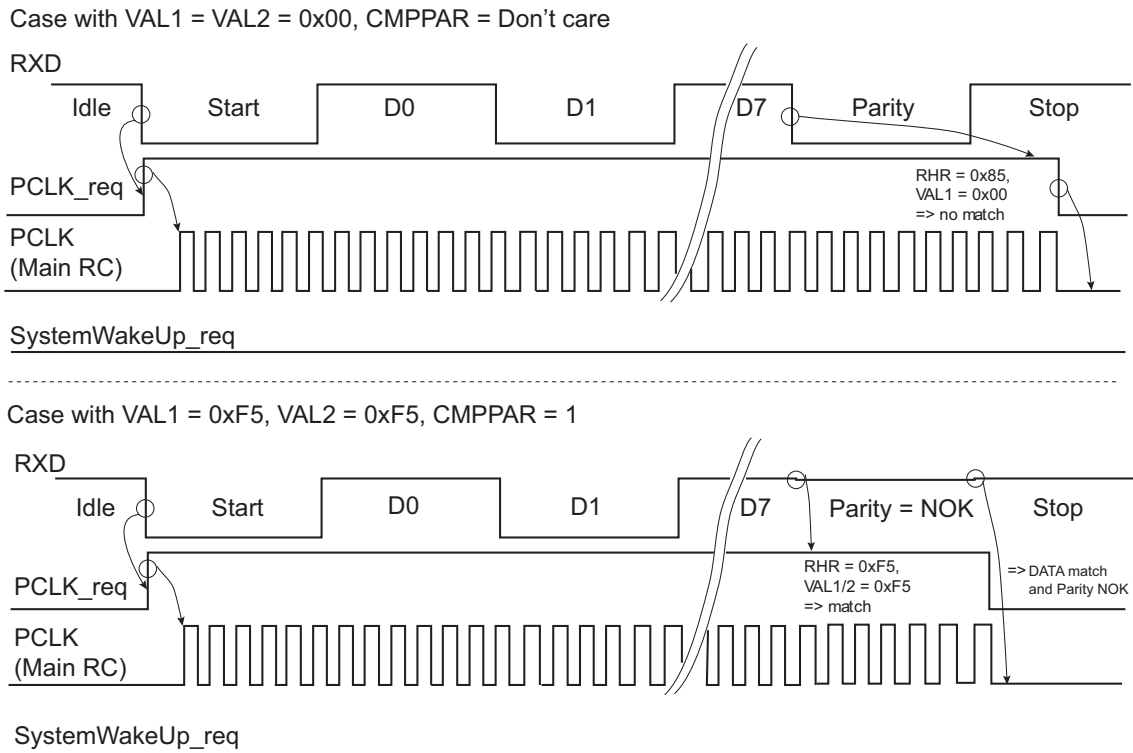 Case with VAL1 = VAL2 = 0x00, CMPPAR = Don't care
RXD
Idle Start D0 D1 D7 Parity Stop
PCLK_req
RHR = 0x85,
VAL1 = 0x00
=> no match
PCLK
(Main RC)
SystemWakeUp_req
Case with VAL1 = 0xF5, VAL2 = 0xF5, CMPPAR = 1
RXD
Idle Start D0 D1 D7 Parity = NOK Stop
PCLK_req
RHR = 0xF5,
VAL1/2 = 0xF5
=> match
=> DATA match
and Parity NOK
PCLK
(Main RC)
SystemWakeUp_req